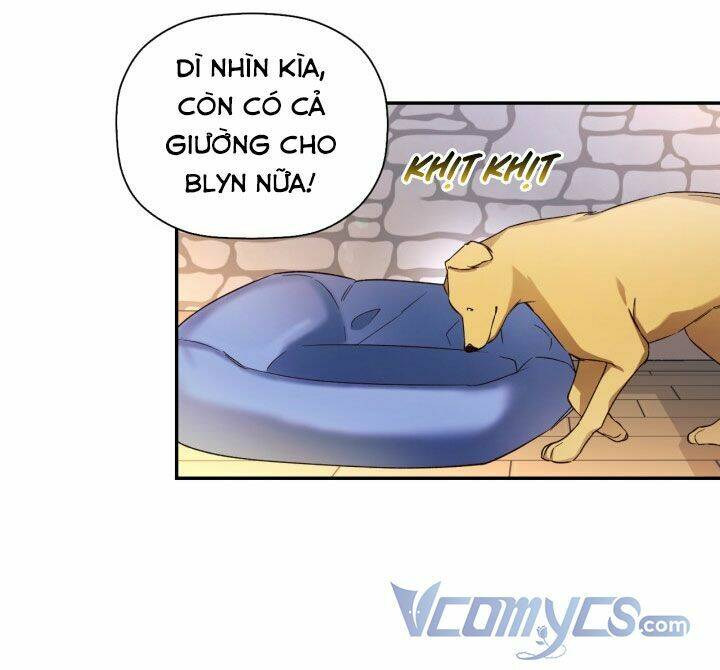 DÌ NHÌN KÌA,
CÒN CÓ CẢ
GIƯỜNG CHO
BLYN NỮA!
KHỊT KHỊT
VCOMYCS.com